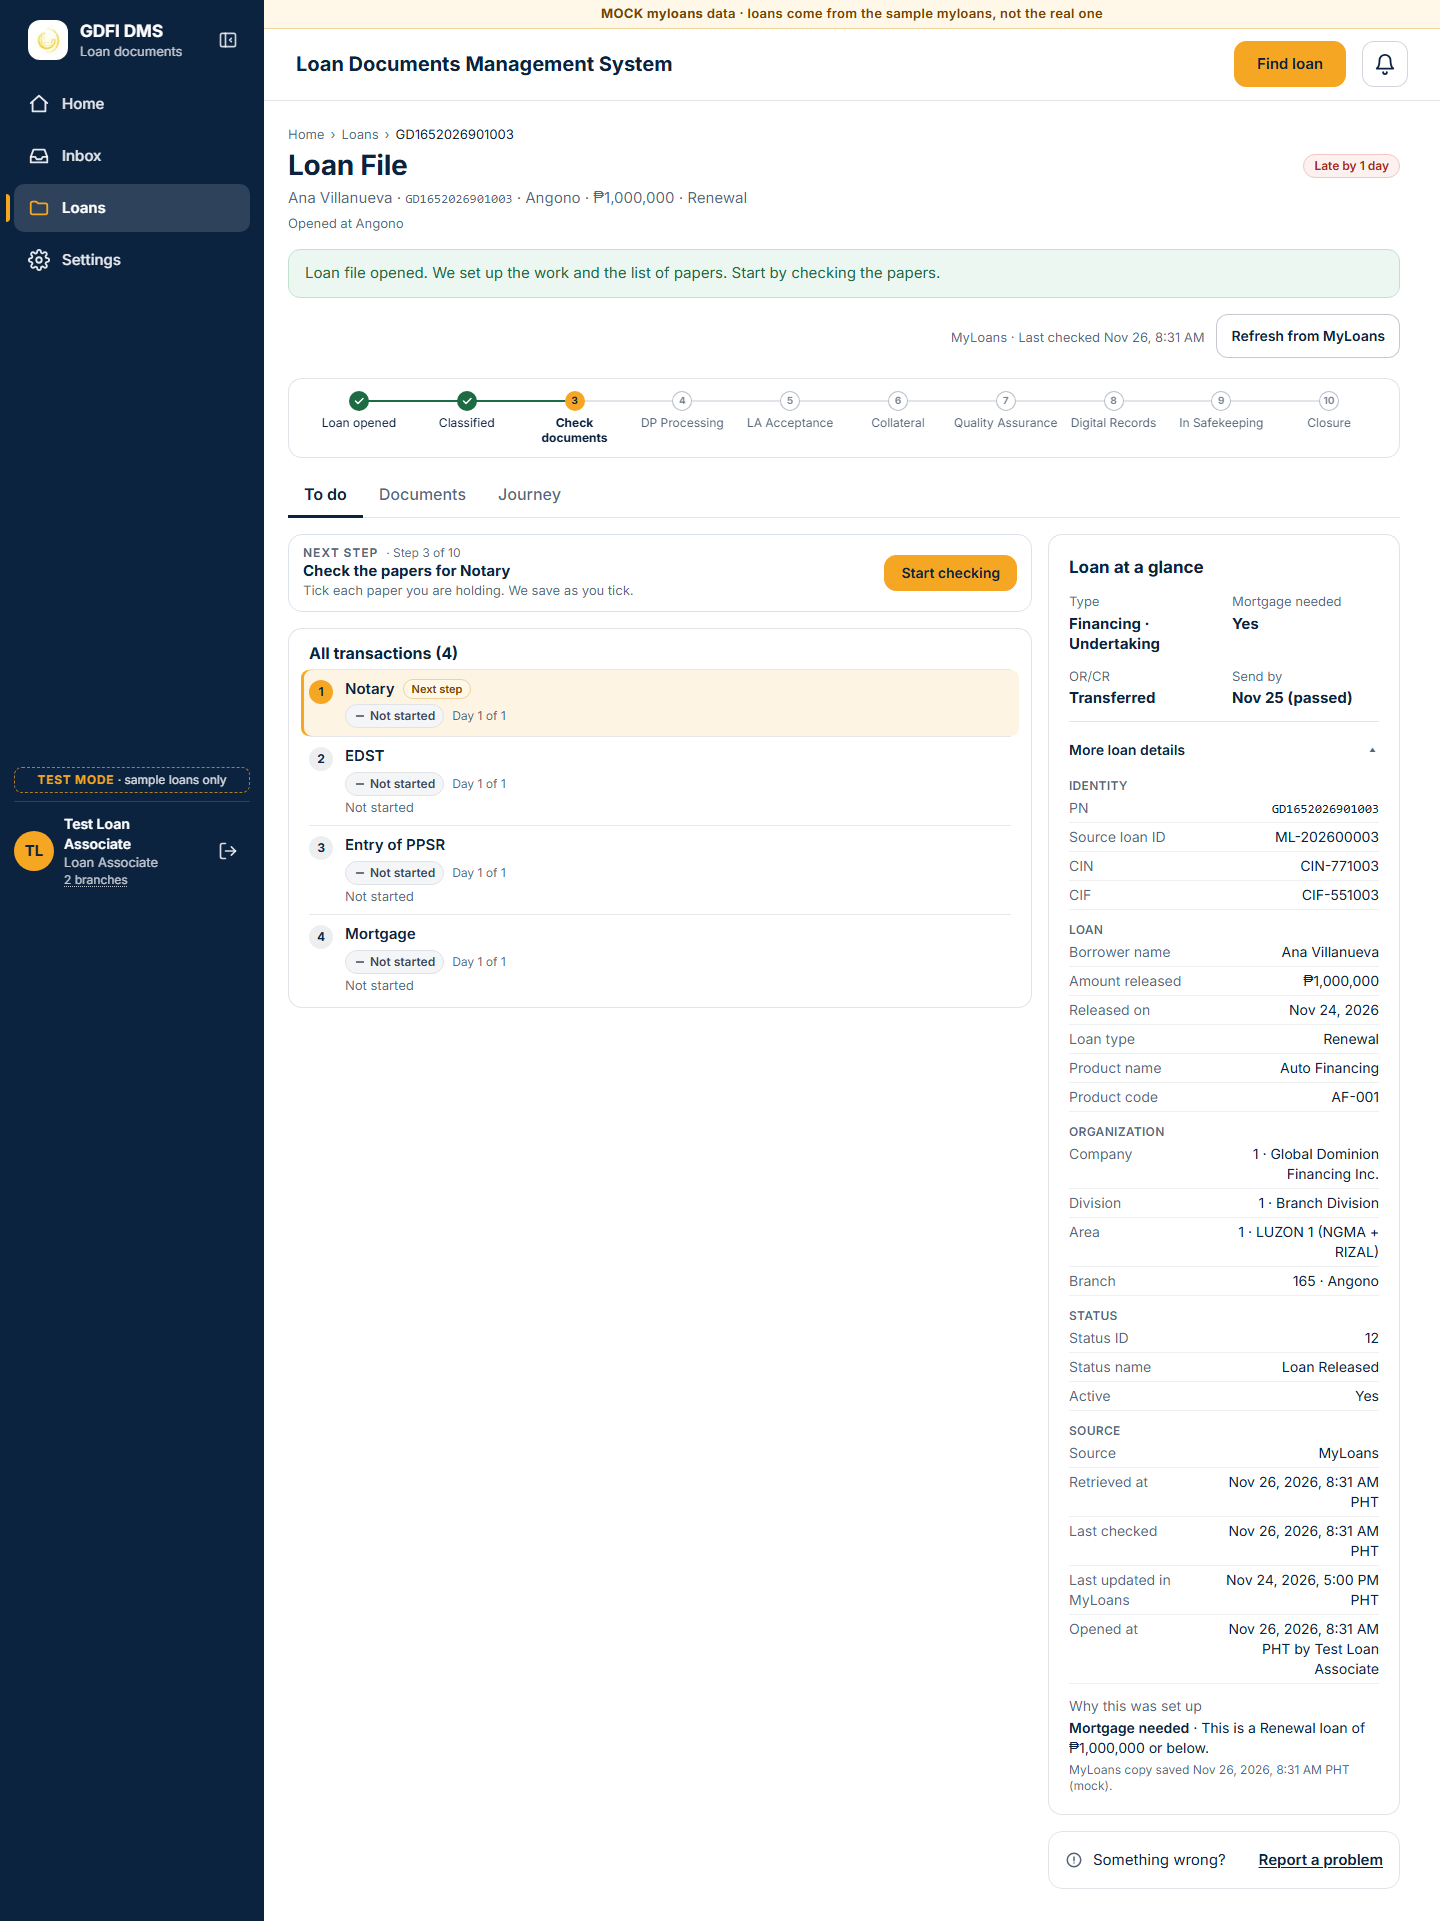 GDFI DMS
Loan documents
Home
Inbox
Loans
Settings
TEST MODE · sample loans only
TL
Test Loan
Associate
Loan Associate
2 branches
MOCK myloans data · loans come from the sample myloans, not the real one
Loan Documents Management System
Find loan
Home › Loans › GD1652026901003
Loan File
Late by 1 day
Ana Villanueva · GD1652026901003 · Angono · ₱1,000,000 · Renewal
Opened at Angono
Loan file opened. We set up the work and the list of papers. Start by checking the papers.
MyLoans · Last checked Nov 26, 8:31 AM
Refresh from MyLoans
Loan opened
Classified
3
Check
documents
4
DP Processing
5
LA Acceptance
6
Collateral
7
Quality Assurance
8
Digital Records
9
In Safekeeping
10
Closure
To do
Documents
Journey
NEXT STEP · Step 3 of 10
Check the papers for Notary
Tick each paper you are holding. We save as you tick.
Start checking
All transactions (4)
1
Notary
Next step
– Not started
Day 1 of 1
2
EDST
– Not started
Day 1 of 1
Not started
3
Entry of PPSR
– Not started
Day 1 of 1
Not started
4
Mortgage
– Not started
Day 1 of 1
Not started
Loan at a glance
Type
Financing ·
Undertaking
Mortgage needed
Yes
OR/CR
Transferred
Send by
Nov 25 (passed)
More loan details
IDENTITY
PN GD1652026901003
Source loan ID ML-202600003
CIN CIN-771003
CIF CIF-551003
LOAN
Borrower name Ana Villanueva
Amount released ₱1,000,000
Released on Nov 24, 2026
Loan type Renewal
Product name Auto Financing
Product code AF-001
ORGANIZATION
Company 1 · Global Dominion
Financing Inc.
Division 1 · Branch Division
Area 1 · LUZON 1 (NGMA +
RIZAL)
Branch 165 · Angono
STATUS
Status ID 12
Status name Loan Released
Active Yes
SOURCE
Source MyLoans
Retrieved at Nov 26, 2026, 8:31 AM
PHT
Last checked Nov 26, 2026, 8:31 AM
PHT
Last updated in Nov 24, 2026, 5:00 PM
MyLoans PHT
Opened at Nov 26, 2026, 8:31 AM
PHT by Test Loan
Associate
Why this was set up
Mortgage needed · This is a Renewal loan of
₱1,000,000 or below.
MyLoans copy saved Nov 26, 2026, 8:31 AM PHT
(mock).
Something wrong?
Report a problem